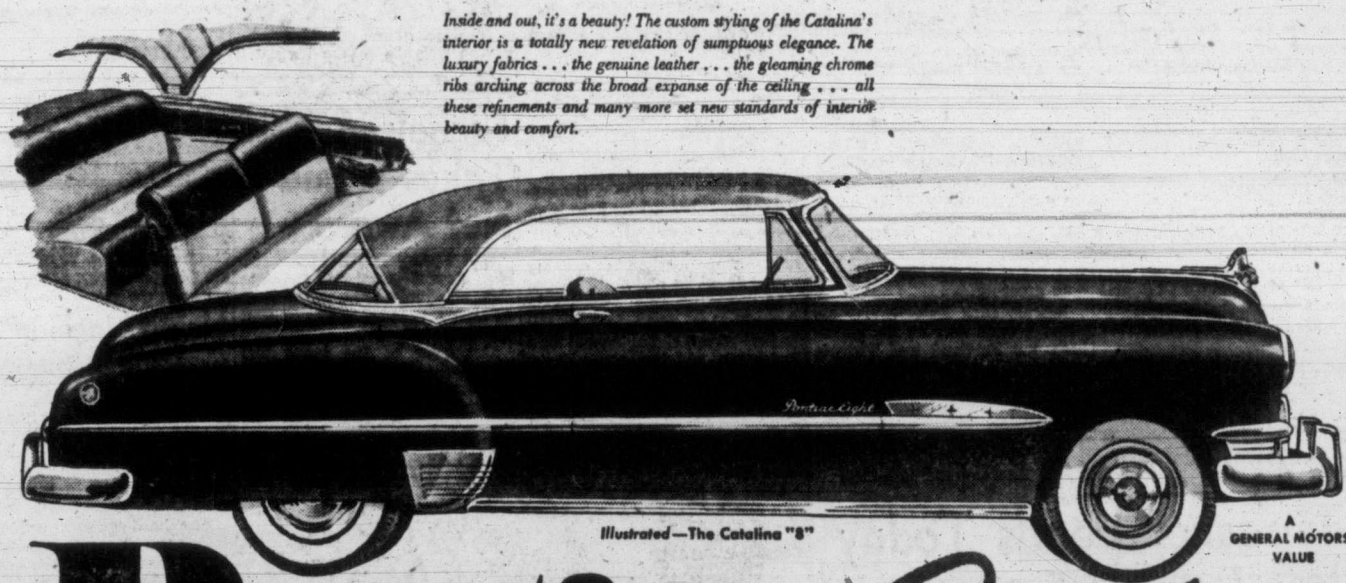 Inside and out, it's a beauty! The custom styling of the Catalina's
interior is a totally new revelation of sumptuous elegance. The
luxury fabrics . . . the genuine leather . . . the gleaming chrome
ribs arching across the broad expanse of the ceiling . . . all
these refinements and many more set new standards of interior
beauty and comfort.
Pontiac Eight
Illustrated—The Catalina "8"
A
GENERAL MOTORS
VALUE